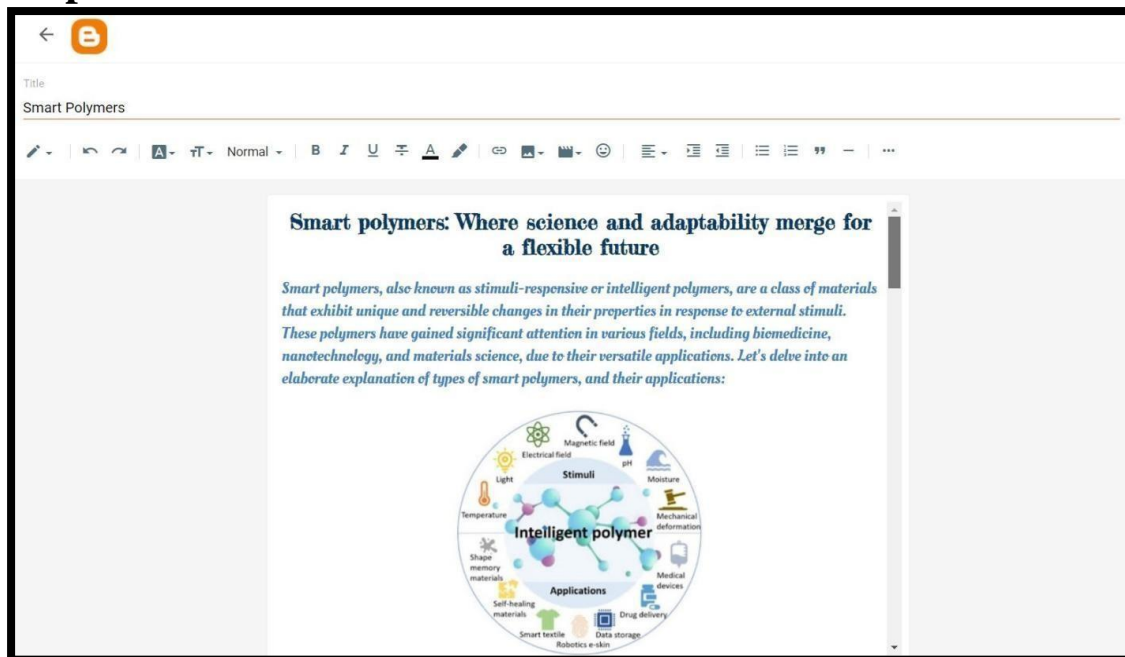 Title
Smart Polymers
Normal
B I U A
Smart polymers: Where science and adaptability merge for
a flexible future
Smart polymers, also known as stimuli-responsive or intelligent polymers, are a class of materials
that exhibit unique and reversible changes in their properties in response to external stimuli.
These polymers have gained significant attention in various fields, including biomedicine,
nanotechnology, and materials science, due to their versatile applications. Let's delve into an
elaborate explanation of types of smart polymers, and their applications:
Magnetic field
Electrical field
pH
Light
Stimuli
Moisture
Temperature
Mechanical
deformation
Intelligent polymer
Shape
memory
materials
Medical
devices
Applications
Self-healing
materials
Drug delivery
Smart textile
Data storage
Robotics e-skin